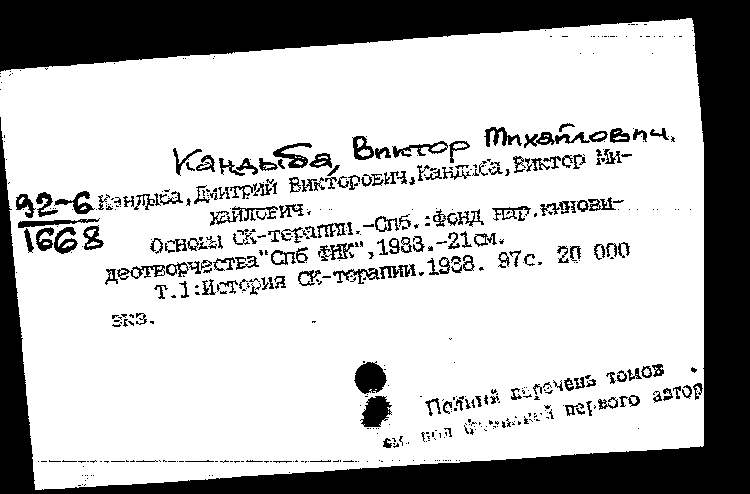 Кандыба, Виктор Михайлович.
92-6
1668
Кандыба,Дмитрий Викторович,Кандыба,Виктор Ми-
хайлович.
Основы СК-терапии.-Спб.:Фонд нар.кинови-
деотворчества"Спб ФНК",1988.-21см.
Т.1:История СК-терапии.1988. 97с. 20 000
экз.
Полный перечень томов
см. под фамилией первого автор